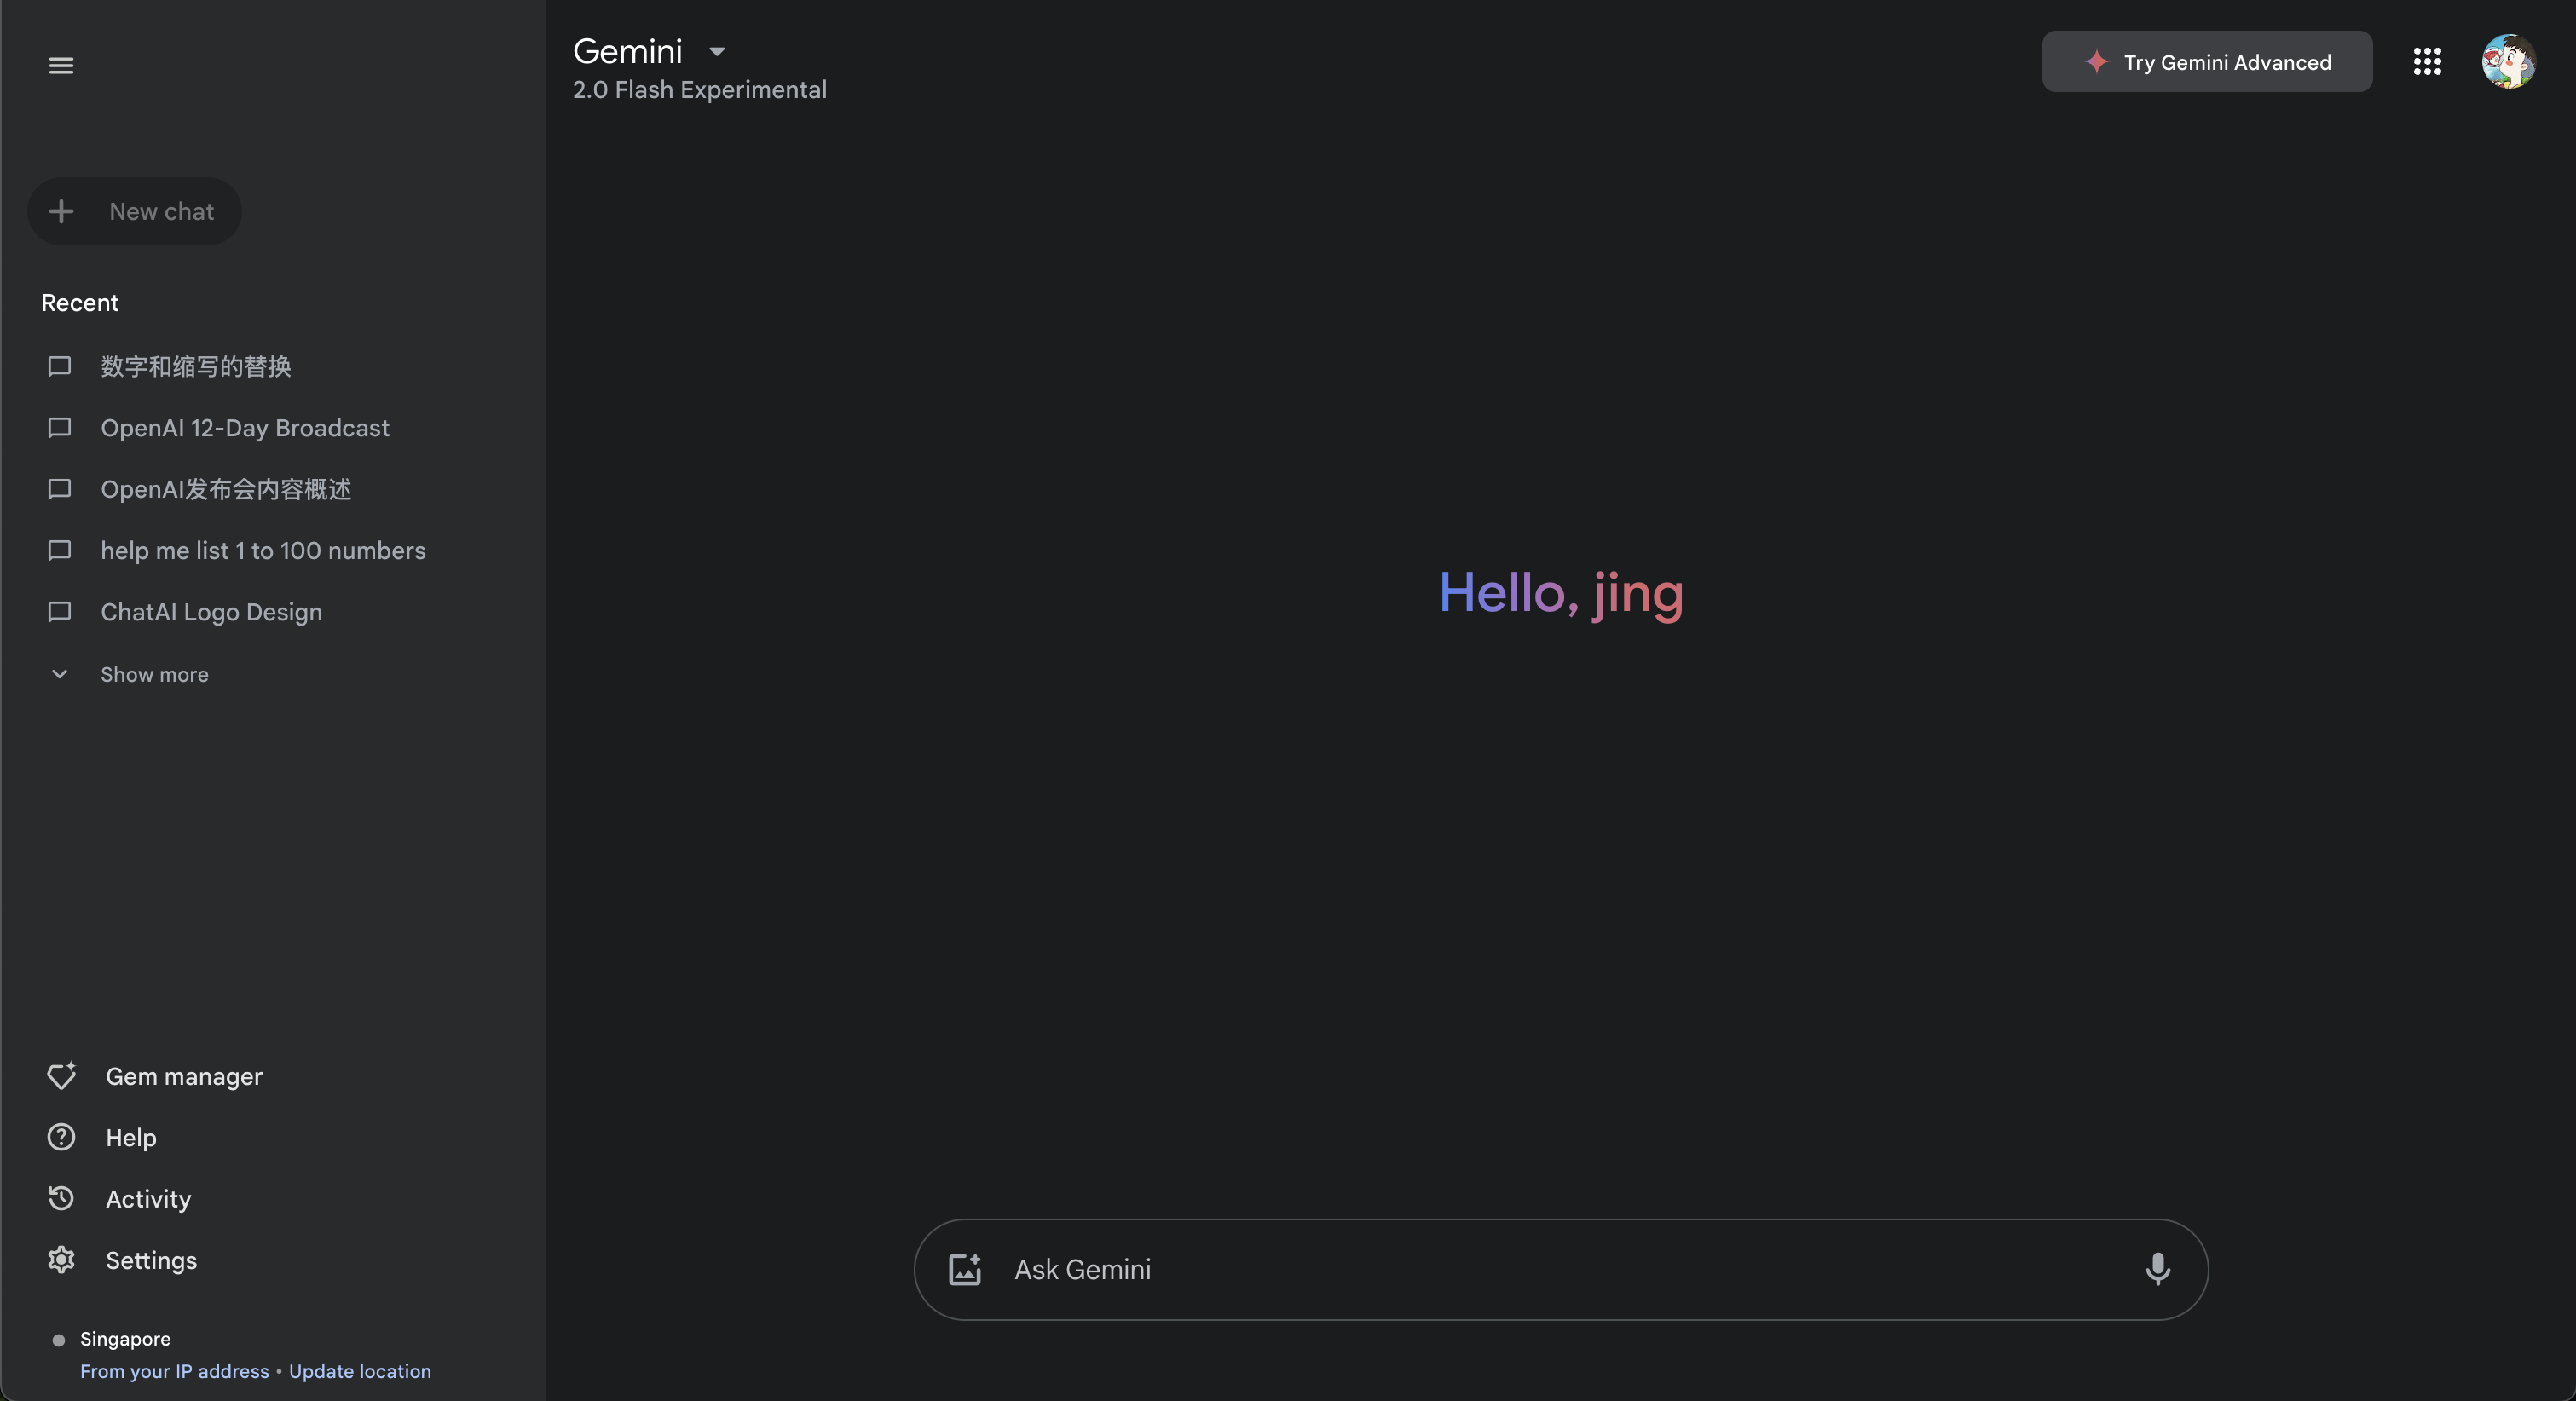 Gemini
2.0 Flash Experimental
Try Gemini Advanced
New chat
Recent
数字和缩写的替换
OpenAI 12-Day Broadcast
OpenAI发布会内容概述
help me list 1 to 100 numbers
ChatAI Logo Design
Show more
Hello, jing
Gem manager
Help
Activity
Settings
Ask Gemini
Singapore
From your IP address • Update location